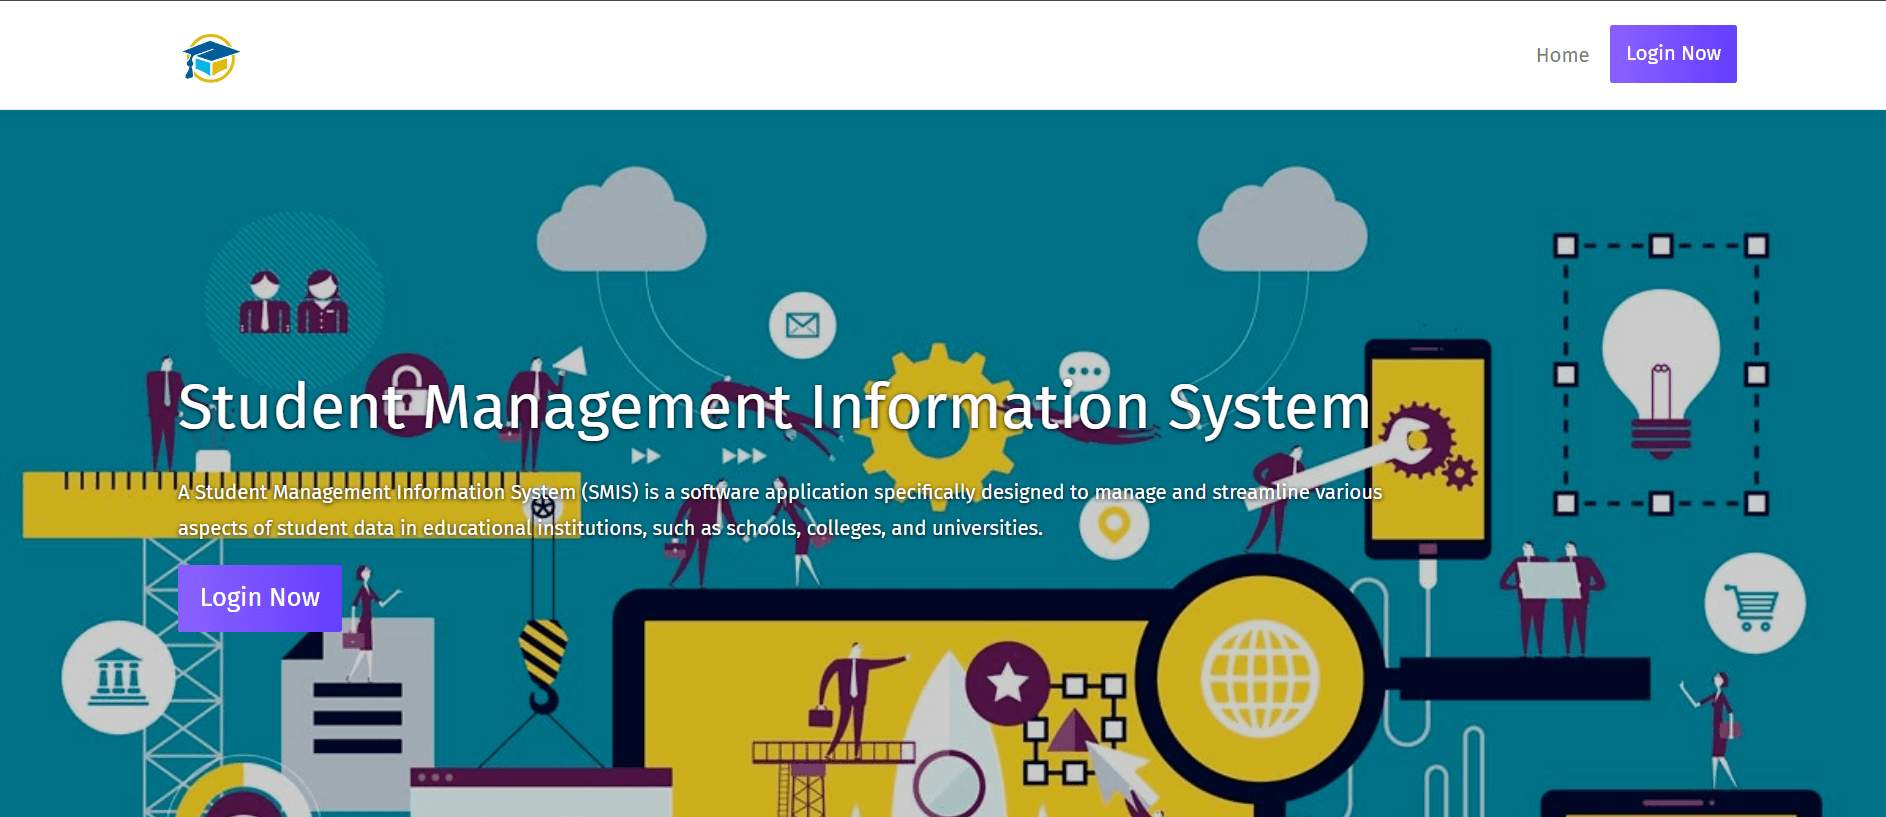 Home
Login Now
Student Management Information System
A Student Management Information System (SMIS) is a software application specifically designed to manage and streamline various
aspects of student data in educational institutions, such as schools, colleges, and universities.
Login Now